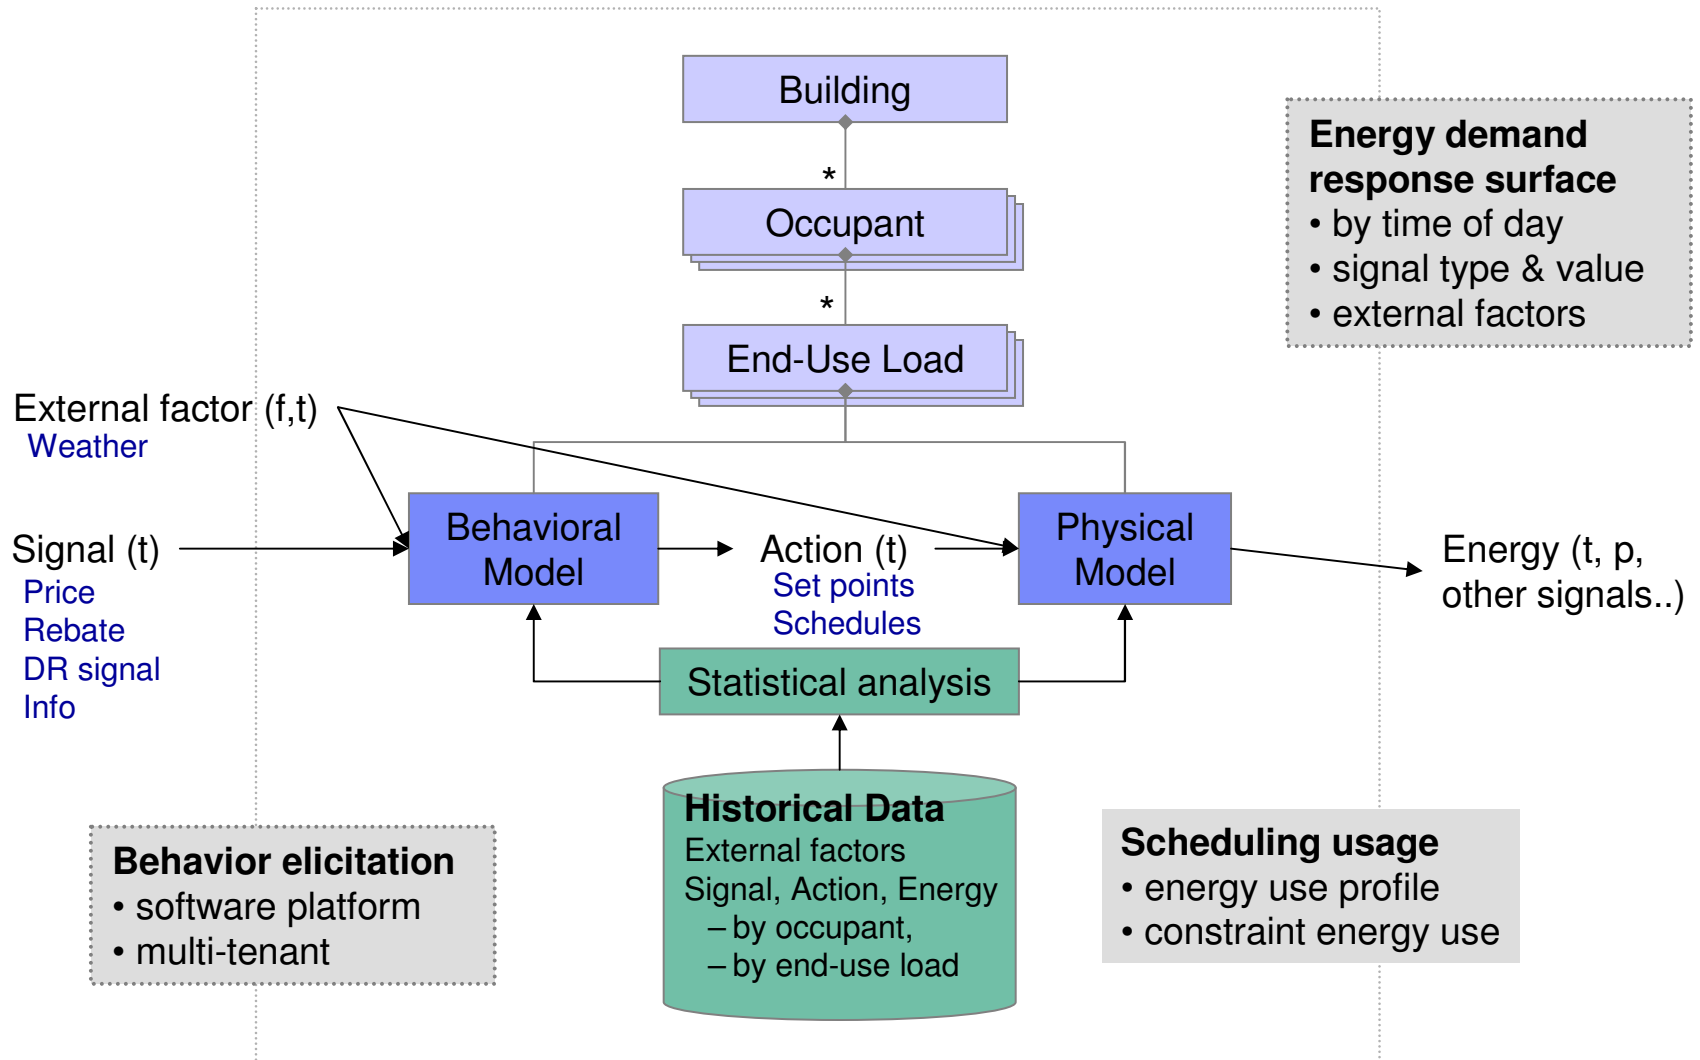 Building
*
Occupant
*
End-Use Load
Energy demand
response surface
• by time of day
• signal type & value
• external factors
External factor (f,t)
Weather
Signal (t)
Price
Rebate
DR signal
Info
Behavioral
Model
Action (t)
Set points
Schedules
Physical
Model
Energy (t, p,
other signals..)
Statistical analysis
Historical Data
External factors
Signal, Action, Energy
– by occupant,
– by end-use load
Behavior elicitation
• software platform
• multi-tenant
Scheduling usage
• energy use profile
• constraint energy use